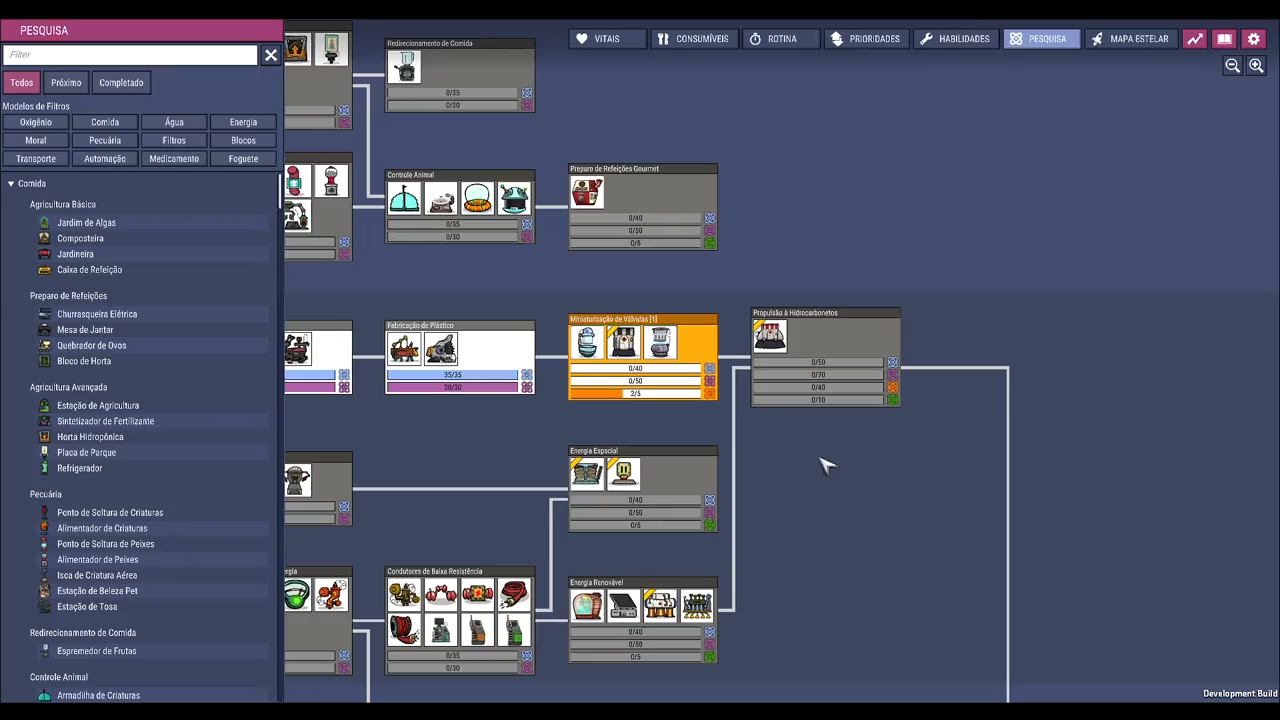 PESQUISA
Filter
Todos
Próximo
Completado
Modelos de Filtros
Oxigênio
Comida
Água
Energia
Moral
Pecuária
Filtros
Blocos
Transporte
Automação
Medicamento
Foguete
Comida
Agricultura Básica
Jardim de Algas
Composteira
Jardineira
Caixa de Refeição
Preparo de Refeições
Churrasqueira Elétrica
Mesa de Jantar
Quebrador de Ovos
Bloco de Horta
Agricultura Avançada
Estação de Agricultura
Sintetizador de Fertilizante
Horta Hidropônica
Placa de Parque
Refrigerador
Pecuária
Ponto de Soltura de Criaturas
Alimentador de Criaturas
Ponto de Soltura de Peixes
Alimentador de Peixes
Isca de Criatura Aérea
Estação de Beleza Pet
Estação de Tosa
Redirecionamento de Comida
Espremedor de Frutas
Controle Animal
Armadilha de Criaturas
VITAIS
CONSUMÍVEIS
ROTINA
PRIORIDADES
HABILIDADES
PESQUISA
MAPA ESTELAR
Redirecionamento de Comida
0/35
0/30
Controle Animal
0/35
0/30
Preparo de Refeições Gourmet
0/40
0/50
0/5
Fabricação de Plástico
35/35
30/30
Miniaturização de Válvulas [1]
0/40
0/50
2/5
Propulsão à Hidrocarbonetos
0/50
0/70
0/40
0/10
Energia Espacial
0/40
0/50
0/5
ergia
Condutores de Baixa Resistência
0/35
0/30
Energia Renovável
0/40
0/50
0/5
Development Build